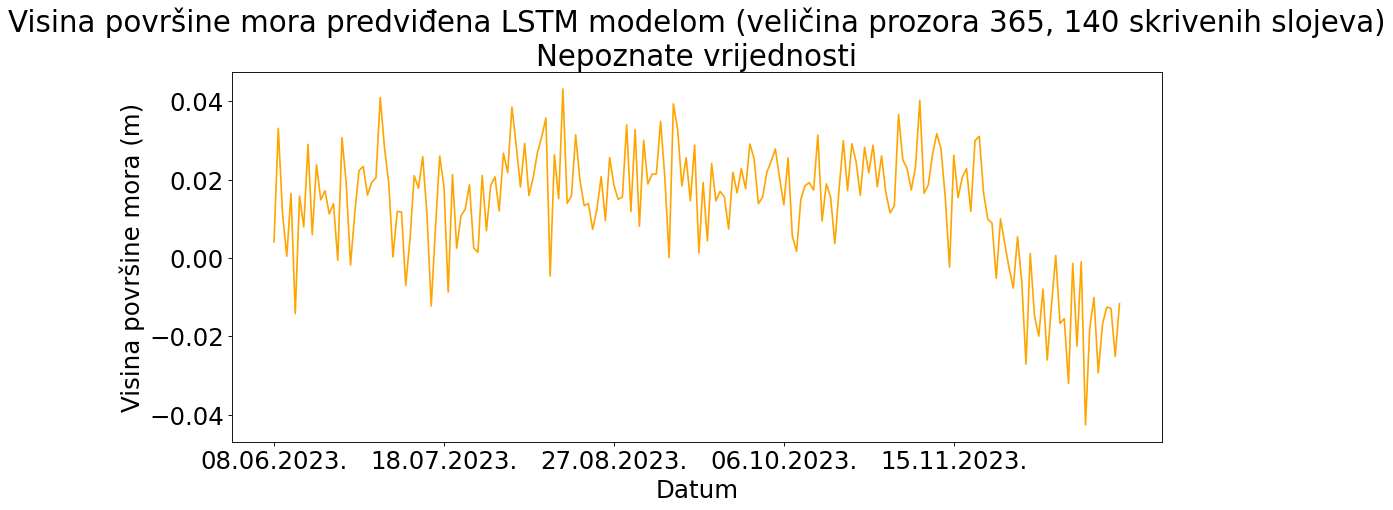 Visina površine mora predviđena LSTM modelom (veličina prozora 365, 140 skrivenih slojeva)
Nepoznate vrijednosti
Visina površine mora (m)
0.04
0.02
0.00
−0.02
−0.04
08.06.2023. 18.07.2023. 27.08.2023. 06.10.2023. 15.11.2023.
Datum